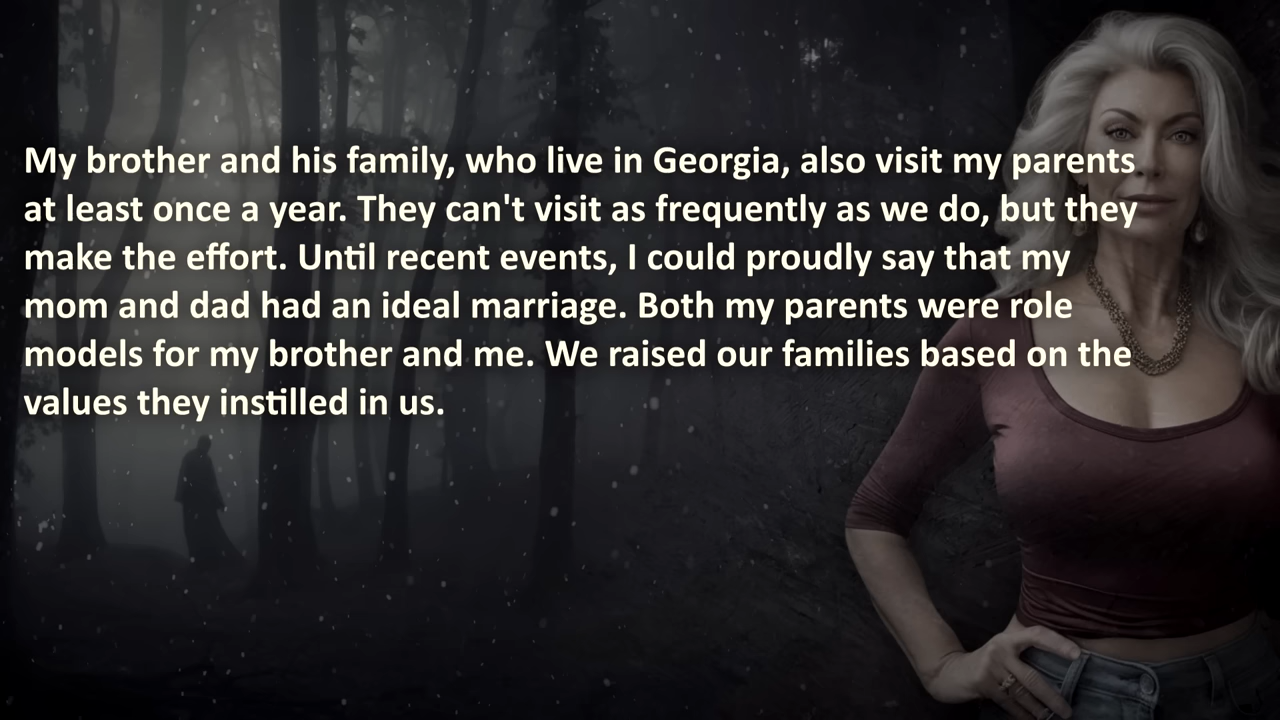 My brother and his family, who live in Georgia, also visit my parents
at least once a year. They can't visit as frequently as we do, but they
make the effort. Until recent events, I could proudly say that my
mom and dad had an ideal marriage. Both my parents were role
models for my brother and me. We raised our families based on the
values they instilled in us.